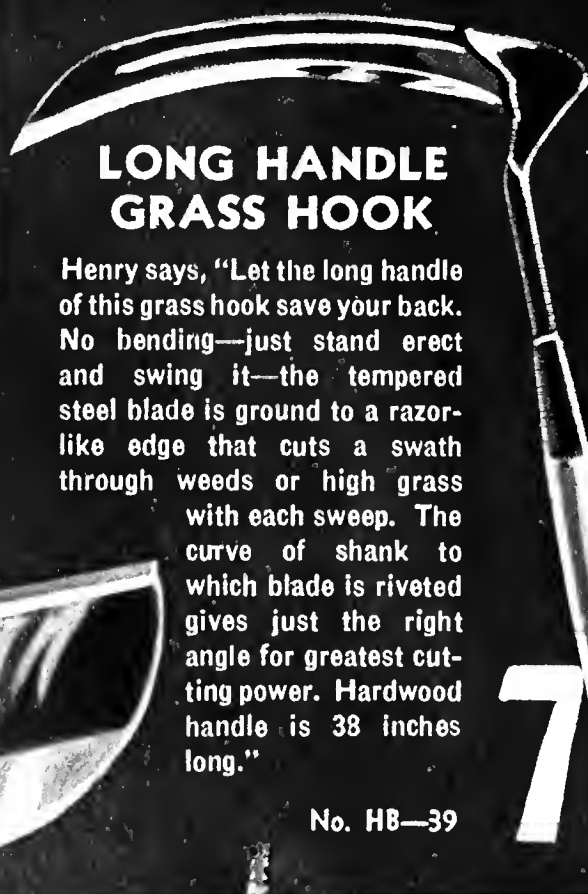 LONG HANDLE
GRASS HOOK
Henry says, "Let the long handle
of this grass hook save your back.
No bending—just stand erect
and swing it—the tempered
steel blade is ground to a razor-
like edge that cuts a swath
through weeds or high grass
with each sweep. The
curve of shank to
which blade is riveted
gives just the right
angle for greatest cut-
ting power. Hardwood
handle is 38 inches
long."
7
No. HB—39